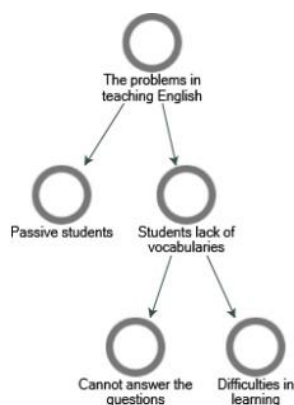 The problems in
teaching English
Passive students
Students lack of
vocabularies
Cannot answer the
questions
Difficulties in
learning